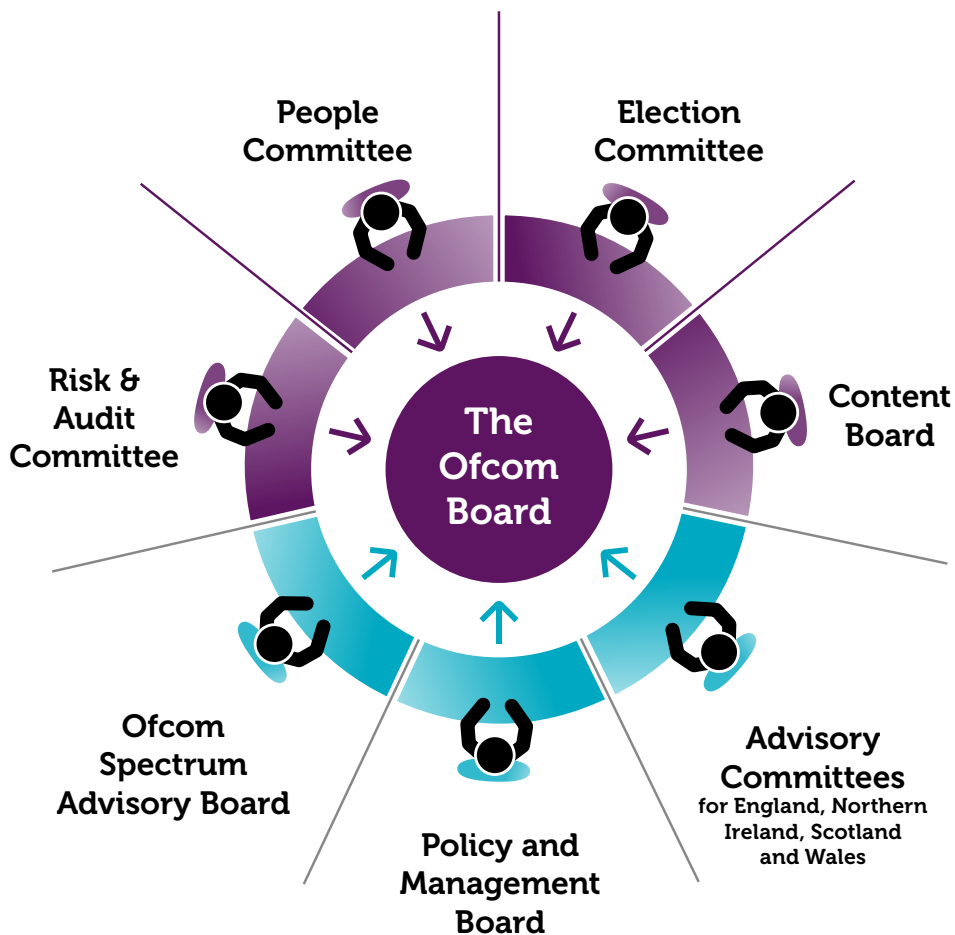 People
Committee
Election
Committee
Risk &
Audit
Committee
The
Ofcom
Board
Content
Board
Ofcom
Spectrum
Advisory Board
Policy and
Management
Board
Advisory
Committees
for England, Northern
Ireland, Scotland
and Wales